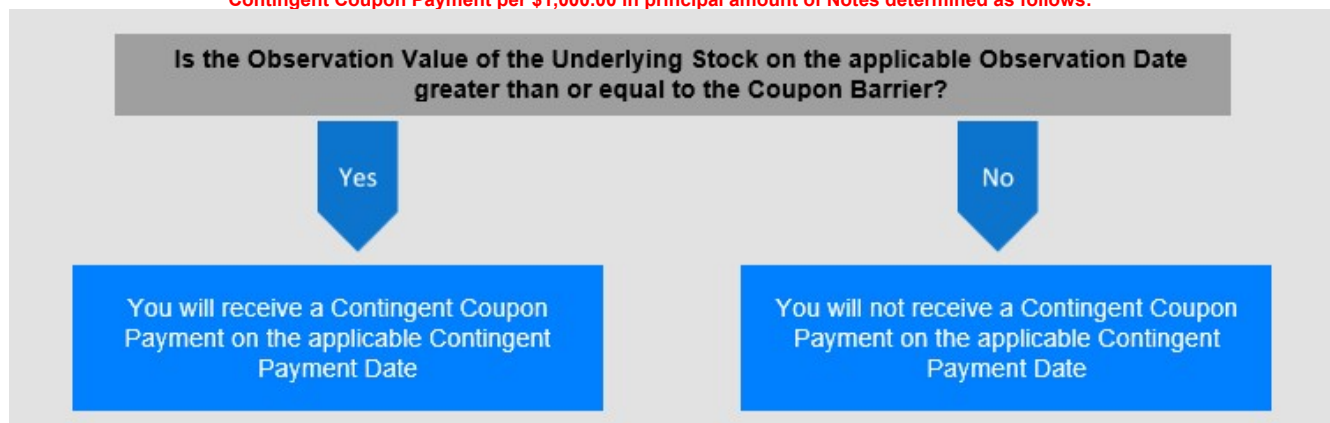 Contingent Coupon Payment per $1,000.00 in principal amount of Notes determined as follows:
Is the Observation Value of the Underlying Stock on the applicable Observation Date
greater than or equal to the Coupon Barrier?
Yes
No
You will receive a Contingent Coupon
Payment on the applicable Contingent
Payment Date
You will not receive a Contingent Coupon
Payment on the applicable Contingent
Payment Date